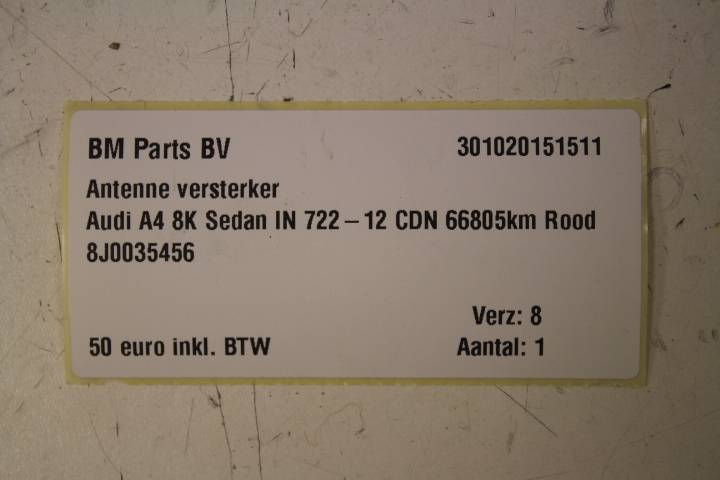 BM Parts BV 301020151511
Antenne versterker
Audi A4 8K Sedan IN 722 – 12 CDN 66805km Rood
8J0035456
Verz: 8
50 euro inkl. BTW Aantal: 1